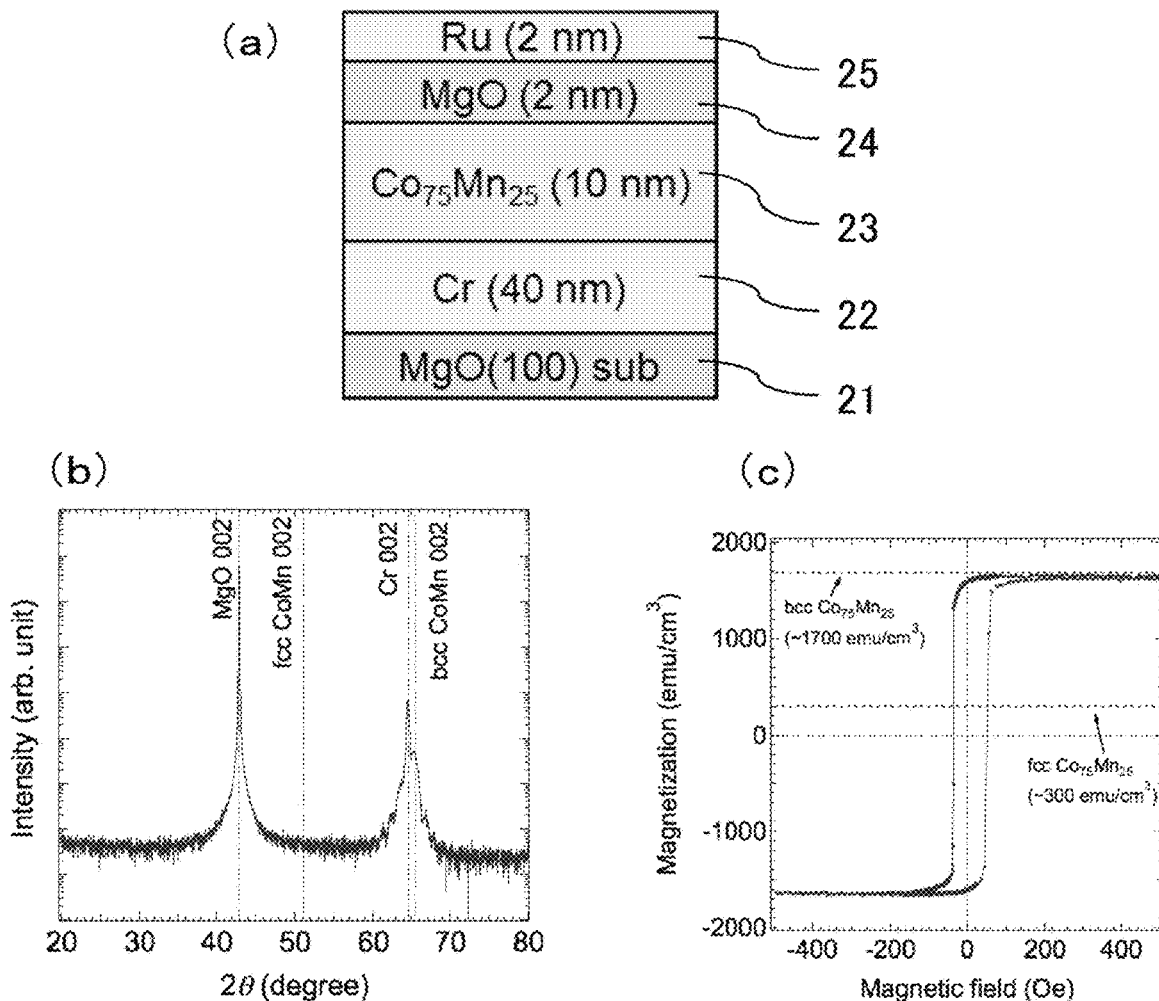 (a)
Ru (2 nm)
25
MgO (2 nm)
24
Co75Mn25 (10 nm)
23
Cr (40 nm)
22
MgO(100) sub
21
(b)
Intensity (arb. unit)
MgO 002
fcc CoMn 002
Cr 002
bcc CoMn 002
20 30 40 50 60 70 80
2θ (degree)
(c)
Magnetization (emu/cm3)
2000
1000
0
-1000
-2000
bcc Co75Mn25
(~1700 emu/cm3)
fcc Co75Mn25
(~300 emu/cm3)
-400 -200 0 200 400
Magnetic field (Oe)